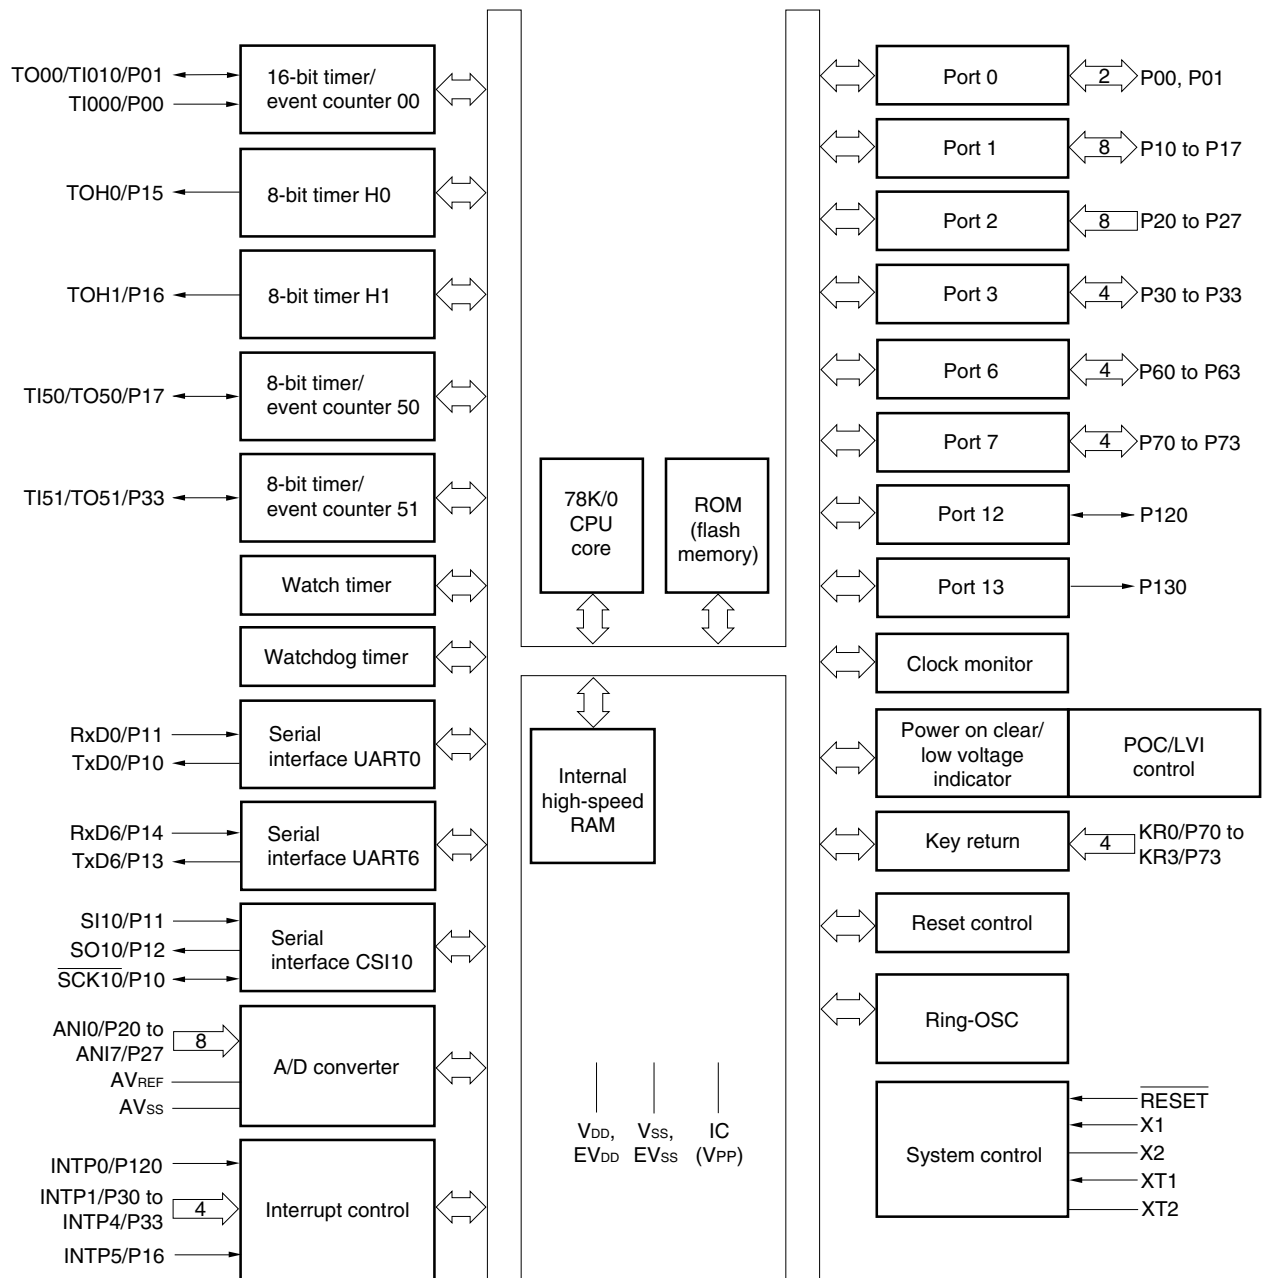 TO00/TI010/P01
TI000/P00
16-bit timer/
event counter 00
TOH0/P15
8-bit timer H0
TOH1/P16
8-bit timer H1
TI50/TO50/P17
8-bit timer/
event counter 50
TI51/TO51/P33
8-bit timer/
event counter 51
Watch timer
Watchdog timer
RxD0/P11
TxD0/P10
Serial
interface UART0
RxD6/P14
TxD6/P13
Serial
interface UART6
SI10/P11
SO10/P12
SCK10/P10
Serial
interface CSI10
ANI0/P20 to
ANI7/P27
8
AVREF
AVSS
A/D converter
INTP0/P120
INTP1/P30 to
INTP4/P33
4
INTP5/P16
Interrupt control
78K/0
CPU
core
ROM
(flash
memory)
Internal
high-speed
RAM
VDD,
EVDD
VSS,
EVSS
IC
(VPP)
Port 0
2
P00, P01
Port 1
8
P10 to P17
Port 2
8
P20 to P27
Port 3
4
P30 to P33
Port 6
4
P60 to P63
Port 7
4
P70 to P73
Port 12
P120
Port 13
P130
Clock monitor
Power on clear/
low voltage
indicator
POC/LVI
control
Key return
4
KR0/P70 to
KR3/P73
Reset control
Ring-OSC
System control
RESET
X1
X2
XT1
XT2